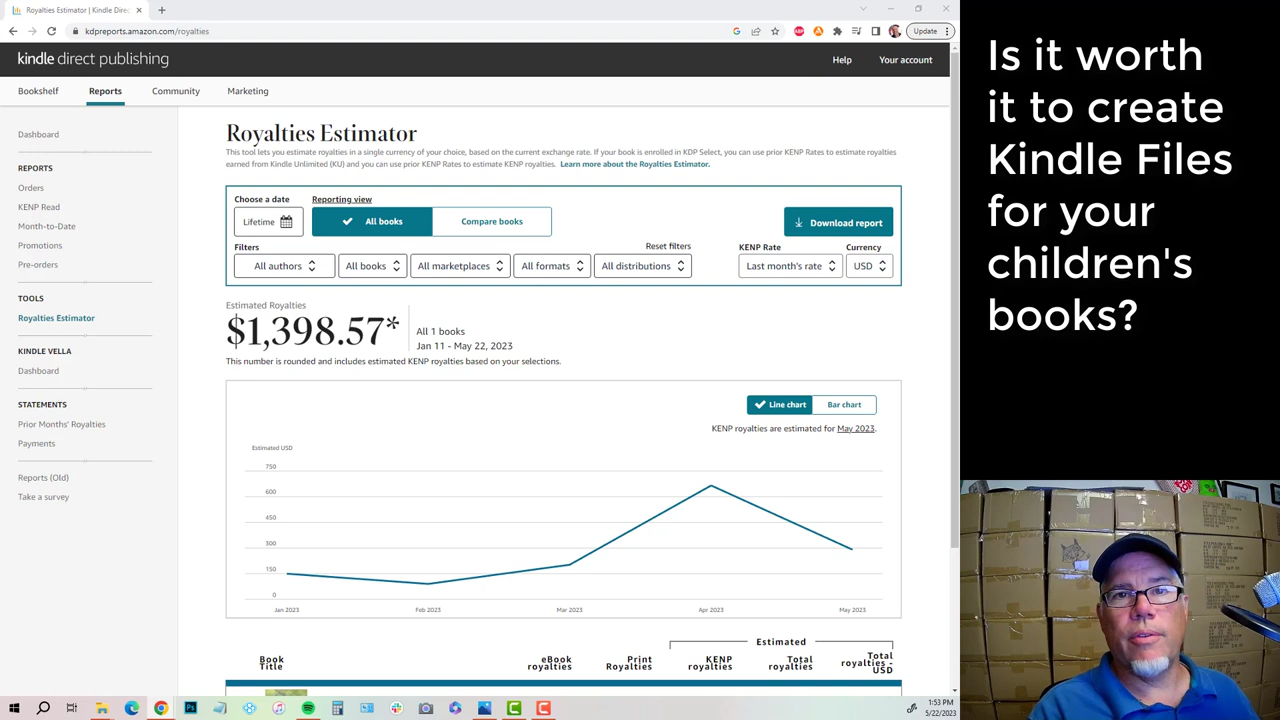 Royalties Estimator | Kindle Direc
kdpreports.amazon.com/royalties
Update
kindle direct publishing
Help
Your account
Bookshelf
Reports
Community
Marketing
Dashboard
REPORTS
Orders
KENP Read
Month-to-Date
Promotions
Pre-orders
TOOLS
Royalties Estimator
KINDLE VELLA
Dashboard
STATEMENTS
Prior Months' Royalties
Payments
Reports (Old)
Take a survey
Royalties Estimator
This tool lets you estimate royalties in a single currency of your choice, based on the current exchange rate. If your book is enrolled in KDP Select, you can use prior KENP Rates to estimate royalties
earned from Kindle Unlimited (KU) and you can use prior KENP Rates to estimate KENP royalties. Learn more about the Royalties Estimator.
Choose a date
Reporting view
Lifetime
All books
Compare books
Download report
Filters
Reset filters
KENP Rate
Currency
All authors
All books
All marketplaces
All formats
All distributions
Last month's rate
USD
Estimated Royalties
$1,398.57*
All 1 books
Jan 11 - May 22, 2023
This number is rounded and includes estimated KENP royalties based on your selections.
Line chart
Bar chart
KENP royalties are estimated for May 2023.
Estimated USD
750
600
450
300
150
0
Jan 2023
Feb 2023
Mar 2023
Apr 2023
May 2023
Estimated
Book
Title
eBook
royalties
Print
Royalties
KENP
royalties
Total
royalties
Total
royalties -
USD
1:53 PM
5/22/2023
Is it worth
it to create
Kindle Files
for your
children's
books?